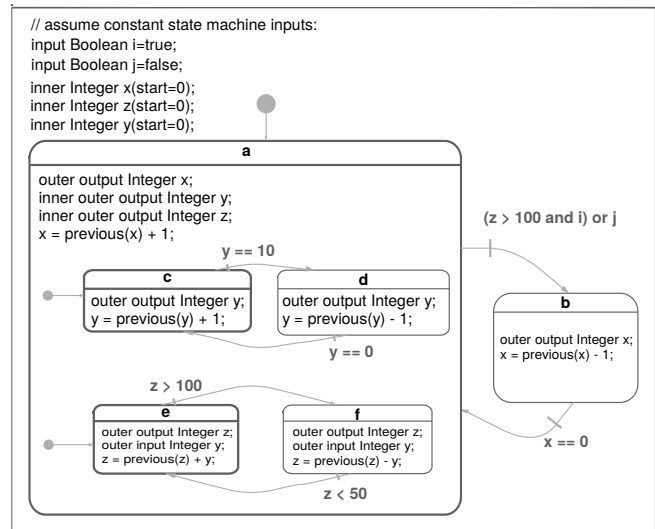 // assume constant state machine inputs:
input Boolean i=true;
input Boolean j=false;
inner Integer x(start=0);
inner Integer z(start=0);
inner Integer y(start=0);
a
outer output Integer x;
inner outer output Integer y;
inner outer output Integer z;
x = previous(x) + 1;
(z > 100 and i) or j
y == 10
c
outer output Integer y;
y = previous(y) + 1;
d
outer output Integer y;
y = previous(y) - 1;
y == 0
b
outer output Integer x;
x = previous(x) - 1;
z > 100
e
outer output Integer z;
outer input Integer y;
z = previous(z) + y;
f
outer output Integer z;
outer input Integer y;
z = previous(z) - y;
z < 50
x == 0